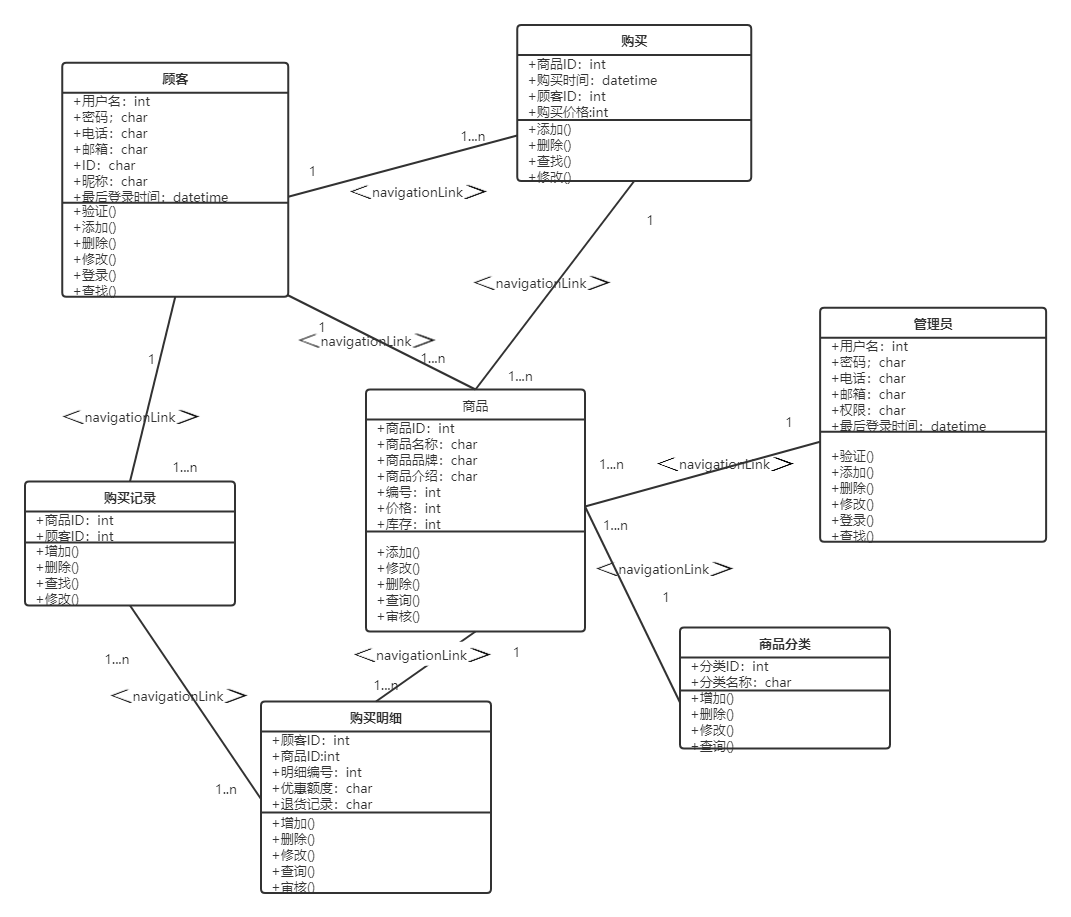 购买
+商品ID：int
+购买时间：datetime
+顾客ID：int
+购买价格:int
+添加()
+删除()
+查找()
+修改()
顾客
+用户名：int
+密码；char
+电话：char
+邮箱：char
+ID：char
+昵称：char
+最后登录时间：datetime
+验证()
+添加()
+删除()
+修改()
+登录()
+查找()
1
1...n
navigationLink
1
navigationLink
1...n
1
navigationLink
1...n
1
navigationLink
1...n
管理员
+用户名：int
+密码；char
+电话：char
+邮箱：char
+权限：char
+最后登录时间：datetime
+验证()
+添加()
+删除()
+修改()
+登录()
+查找()
商品
+商品ID：int
+商品名称：char
+商品品牌：char
+商品介绍：char
+编号：int
+价格：int
+库存：int
+添加()
+修改()
+删除()
+查询()
+审核()
1
1...n
navigationLink
1...n
navigationLink
1
购买记录
+商品ID：int
+顾客ID：int
+增加()
+删除()
+查找()
+修改()
商品分类
+分类ID：int
+分类名称：char
+增加()
+删除()
+修改()
+查询()
1...n
navigationLink
1..n
navigationLink
1
1...n
购买明细
+顾客ID：int
+商品ID:int
+明细编号：int
+优惠额度：char
+退货记录：char
+增加()
+删除()
+修改()
+查询()
+审核()